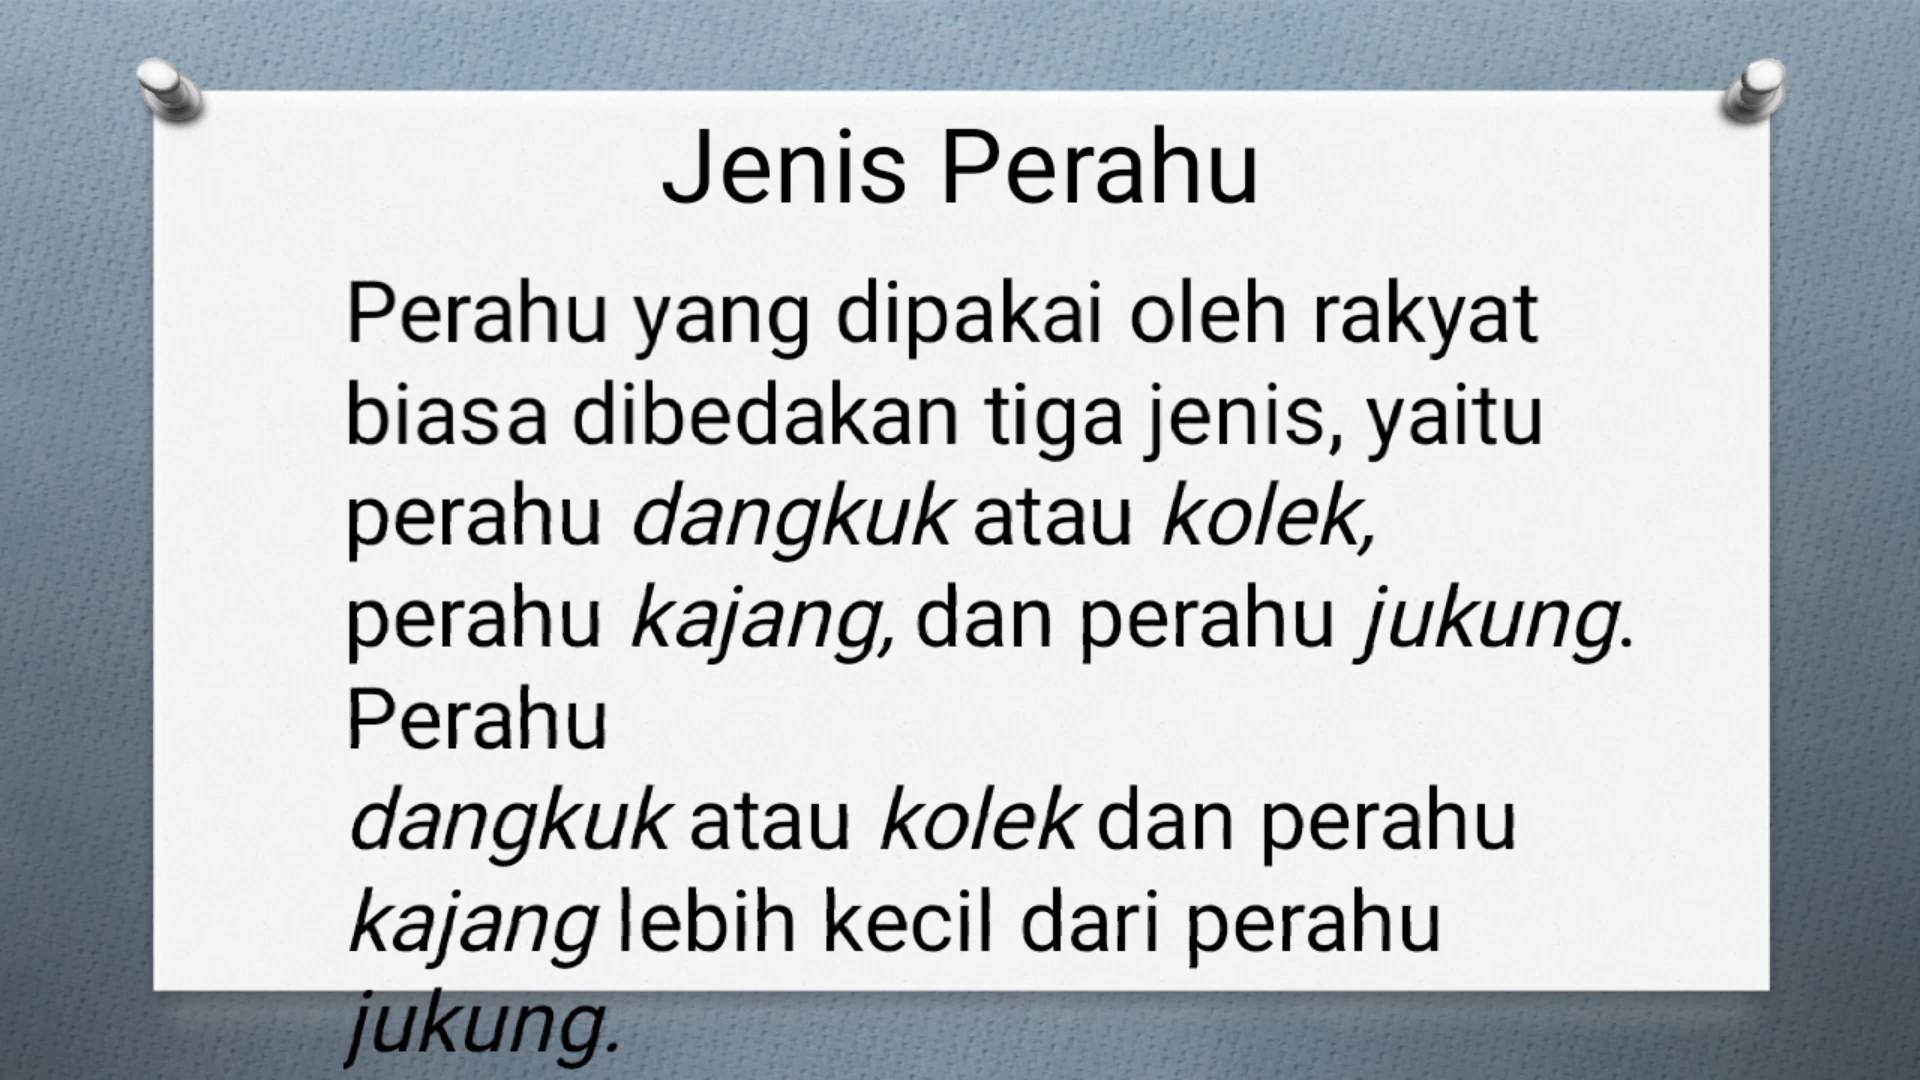 Jenis Perahu
Perahu yang dipakai oleh rakyat
biasa dibedakan tiga jenis, yaitu
perahu dangkuk atau kolek,
perahu kajang, dan perahu jukung.
Perahu
dangkuk atau kolek dan perahu
kajang lebih kecil dari perahu
jukung.